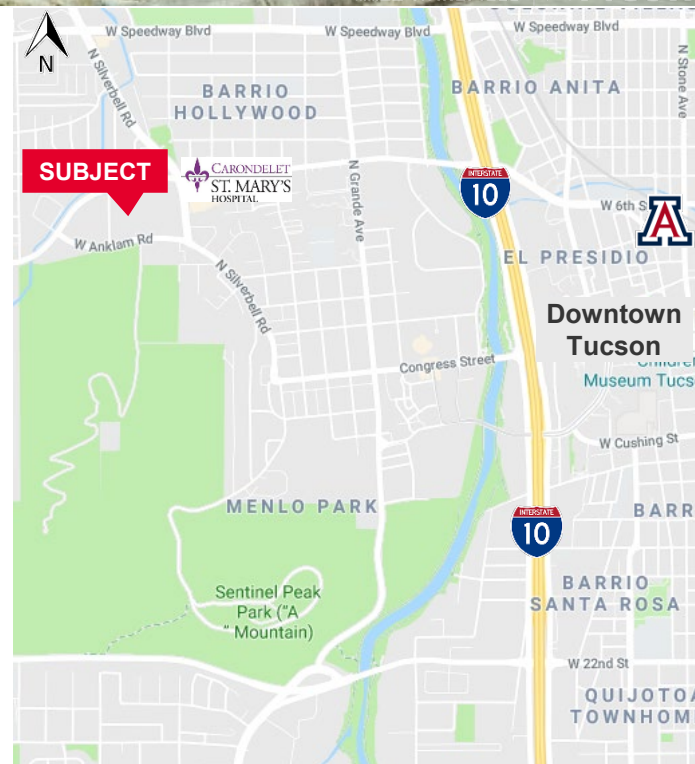 W Speedway Blvd
W Speedway Blvd
W Speedway Blvd
N
N Silverbell Rd
N Stone Ave
BARRIO
HOLLYWOOD
BARRIO ANITA
SUBJECT
CARONDELET
ST. MARY'S
HOSPITAL
N Grande Ave
INTERSTATE
10
W 6th S
A
W Anklam Rd
EL PRESIDIO
N Silverbell Rd
Downtown
Tucson
Congress Street
Museum Tucs
W Cushing St
MENLO PARK
BARR
INTERSTATE
10
Sentinel Peak
Park ("A
" Mountain)
BARRIO
SANTA ROSA
W 22nd St
QUIJOTOA
TOWNHOM